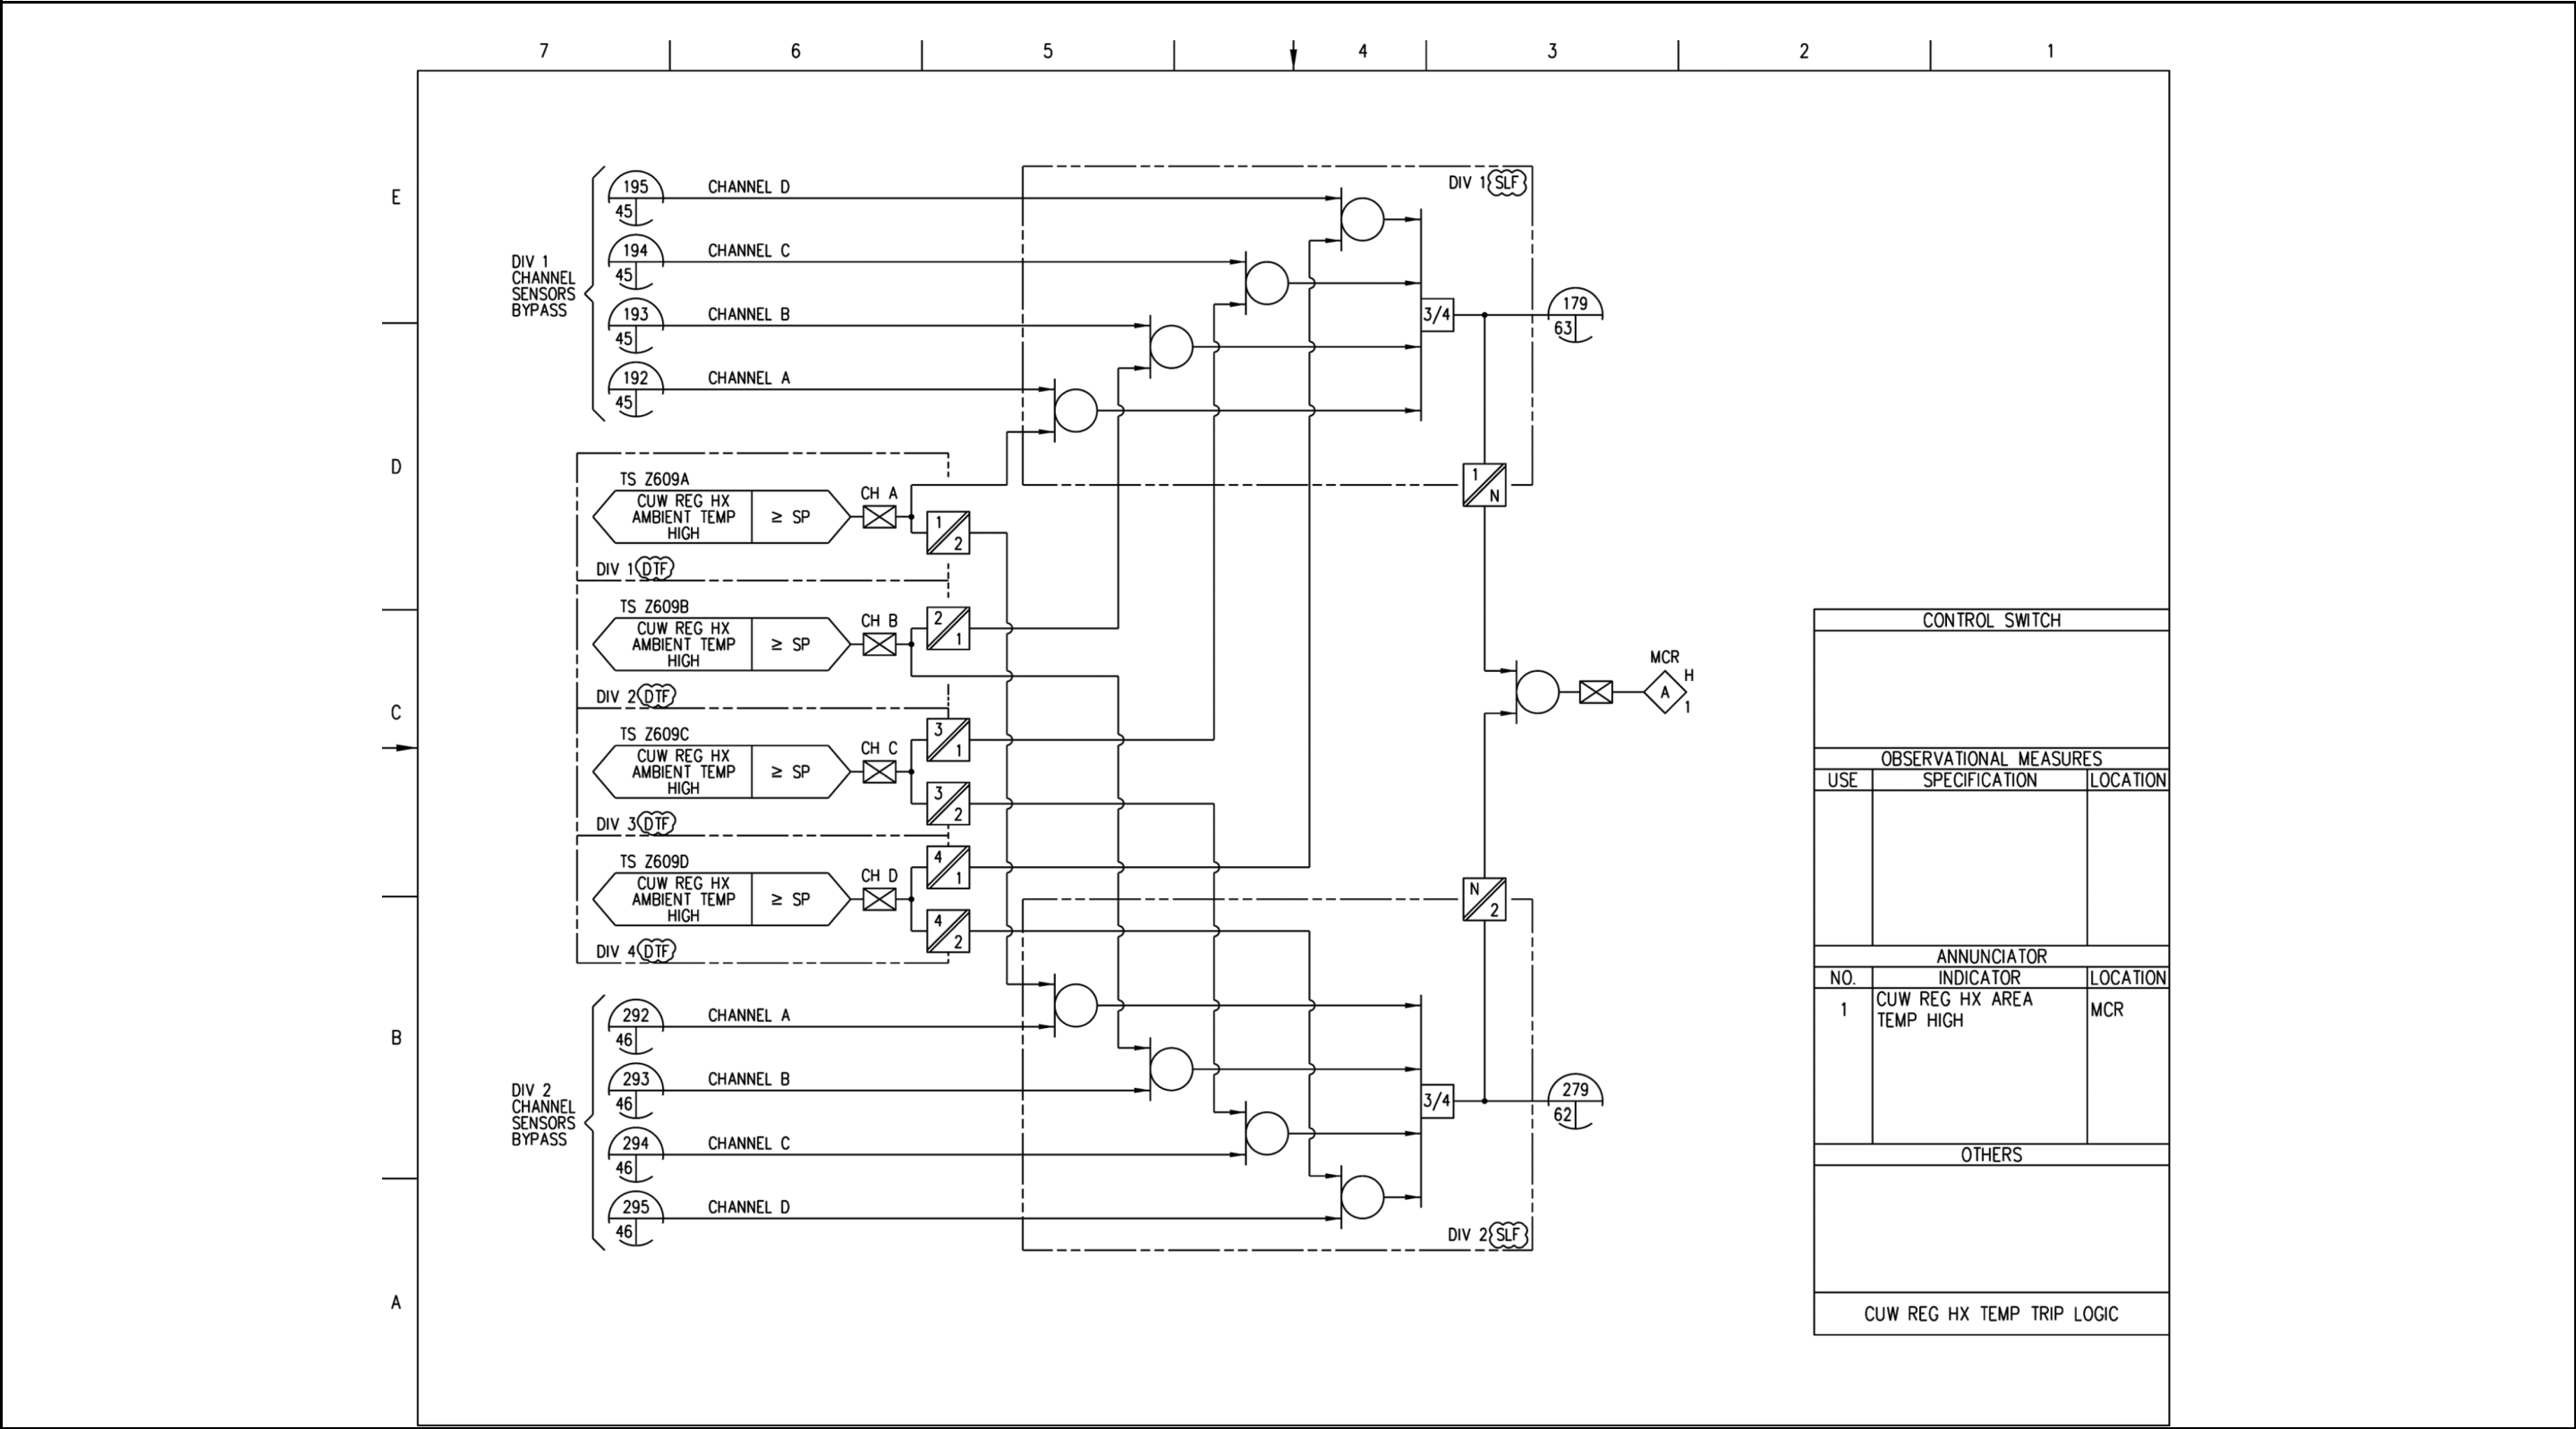 7 6 5 4 3 2 1
E
D
C
B
A
DIV 1
CHANNEL
SENSORS
BYPASS
195
45
CHANNEL D
194
45
CHANNEL C
193
45
CHANNEL B
192
45
CHANNEL A
DIV 1 SLF
3/4
179
63
1
N
TS Z609A
CUW REG HX
AMBIENT TEMP
HIGH
≥ SP
CH A
1
2
DIV 1 DTF
TS Z609B
CUW REG HX
AMBIENT TEMP
HIGH
≥ SP
CH B
2
1
DIV 2 DTF
TS Z609C
CUW REG HX
AMBIENT TEMP
HIGH
≥ SP
CH C
3
1
3
2
DIV 3 DTF
TS Z609D
CUW REG HX
AMBIENT TEMP
HIGH
≥ SP
CH D
4
1
4
2
DIV 4 DTF
MCR
A
H
1
N
2
DIV 2
CHANNEL
SENSORS
BYPASS
292
46
CHANNEL A
293
46
CHANNEL B
294
46
CHANNEL C
295
46
CHANNEL D
3/4
279
62
DIV 2 SLF
CONTROL SWITCH
OBSERVATIONAL MEASURES
USE SPECIFICATION LOCATION
ANNUNCIATOR
NO. INDICATOR LOCATION
1 CUW REG HX AREA MCR
TEMP HIGH
OTHERS
CUW REG HX TEMP TRIP LOGIC